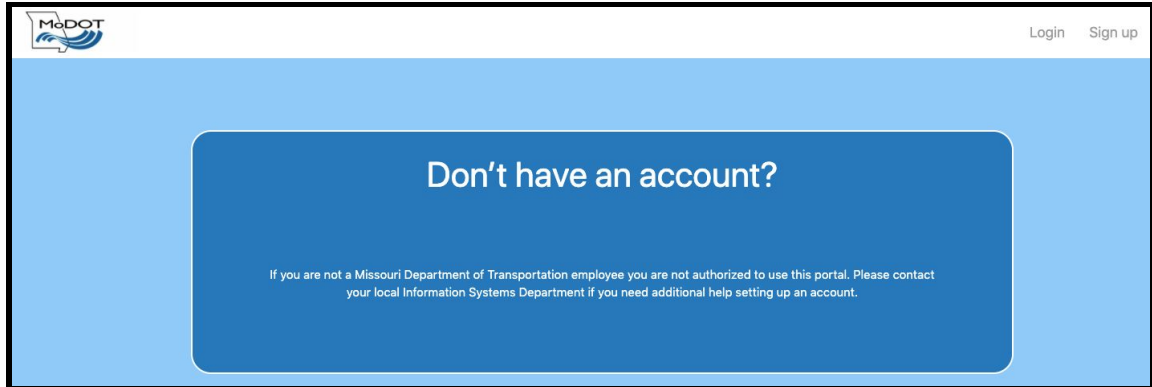 MoDOT
Login Sign up
Don't have an account?
If you are not a Missouri Department of Transportation employee you are not authorized to use this portal. Please contact
your local Information Systems Department if you need additional help setting up an account.